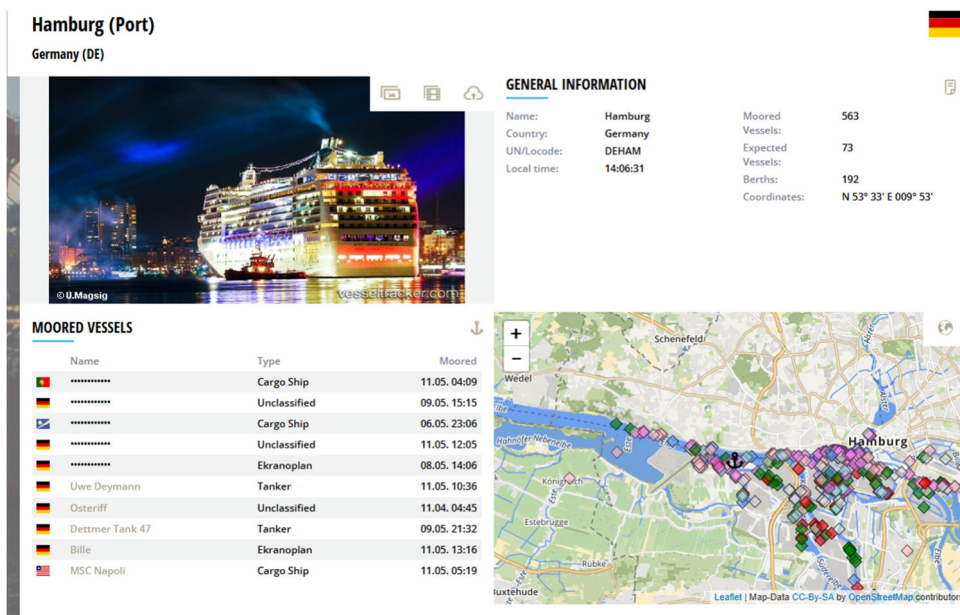 Hamburg (Port)
Germany (DE)
© U.Magsig
vesseltracker.com
GENERAL INFORMATION
Name: Hamburg
Country: Germany
UN/Locode: DEHAM
Local time: 14:06:31
Moored Vessels: 563
Expected Vessels: 73
Berths: 192
Coordinates: N 53° 33' E 009° 53'
MOORED VESSELS
Name Type Moored
•••••••••••• Cargo Ship 11.05. 04:09
•••••••••••• Unclassified 09.05. 15:15
•••••••••••• Cargo Ship 06.05. 23:06
•••••••••••• Unclassified 11.05. 12:05
•••••••••••• Ekranoplan 08.05. 14:06
Uwe Deymann Tanker 11.05. 10:36
Osteriff Unclassified 11.04. 04:45
Dettmer Tank 47 Tanker 09.05. 21:32
Bille Ekranoplan 11.05. 13:16
MSC Napoli Cargo Ship 11.05. 05:19
+
−
Schenefeld
Wedel
Alster
Hamburg
Hahnöfer Nebenelbe
Este
Königreich
Estebrügge
Rübke
Buxtehude
Süderelbe
Leaflet | Map-Data CC-By-SA by OpenStreetMap contributors